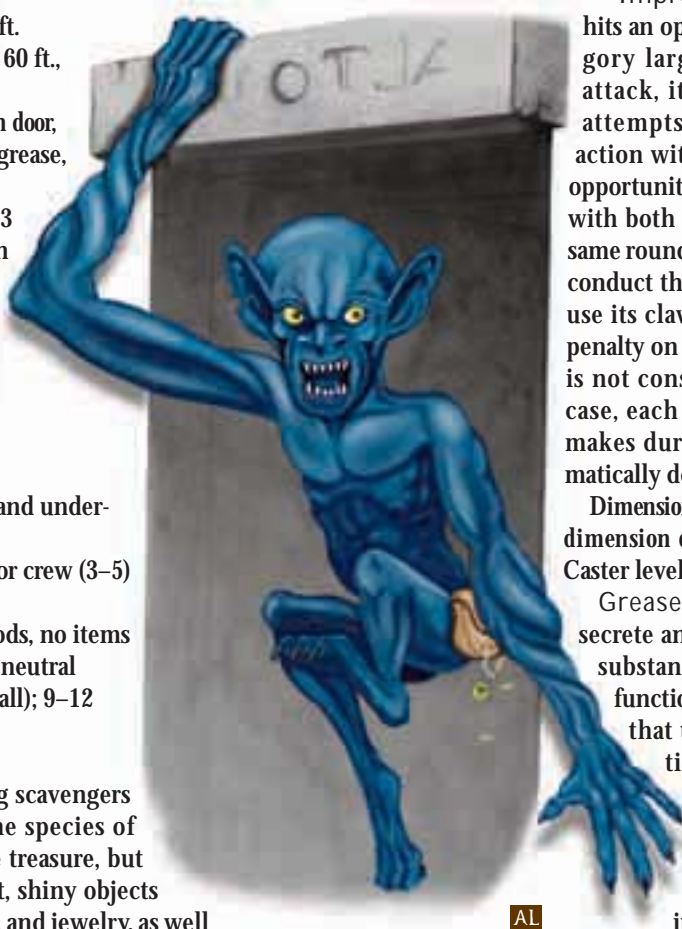 ft.
60 ft.,
door,
grease,
3
and under-
or crew (3–5)
ods, no items
neutral
all); 9–12
g scavengers
ne species of
e treasure, but
t, shiny objects
and jewelry, as well
hits an op
gory larg
attack, it
attempts
action wit
opportunit
with both
same round
conduct th
use its claw
penalty on
is not cons
case, each
makes dur
matically de
Dimension
dimension
Caster level
Grease
secrete an
substan
functio
that t
ti
AL